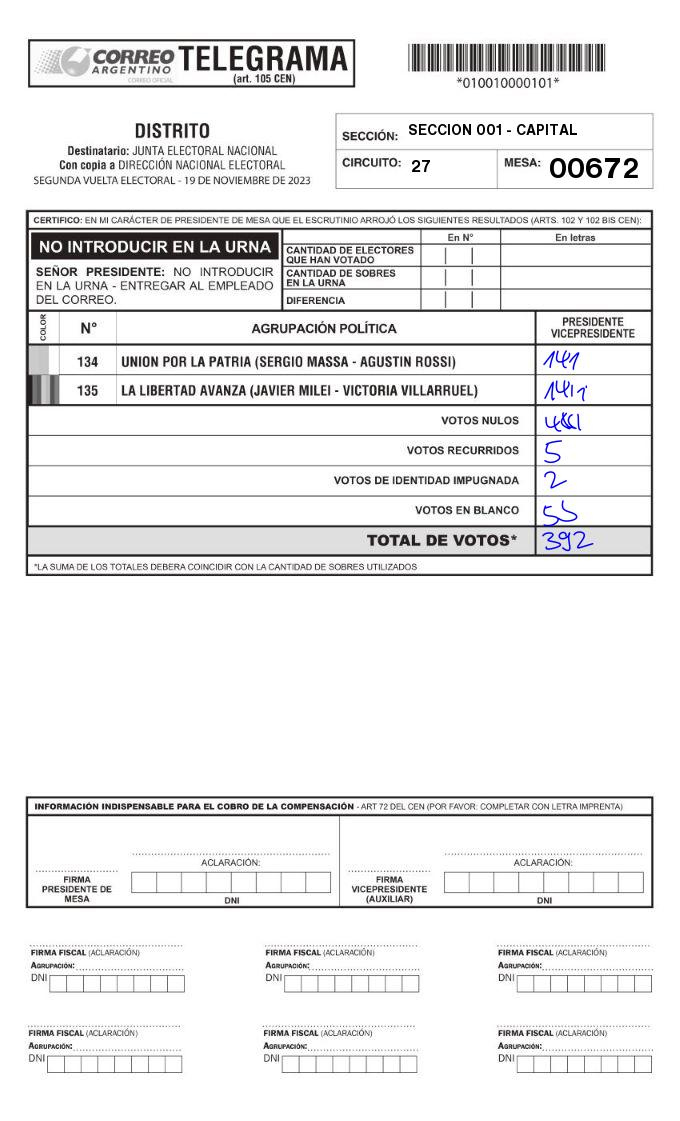 CORREO ARGENTINO
CORREO OFICIAL
TELEGRAMA
(art. 105 CEN)
*010010000101*
DISTRITO
Destinatario: JUNTA ELECTORAL NACIONAL
Con copia a DIRECCIÓN NACIONAL ELECTORAL
SEGUNDA VUELTA ELECTORAL - 19 DE NOVIEMBRE DE 2023
SECCIÓN: SECCION 001 - CAPITAL
CIRCUITO: 27 MESA: 00672
CERTIFICO: EN MI CARÁCTER DE PRESIDENTE DE MESA QUE EL ESCRUTINIO ARROJÓ LOS SIGUIENTES RESULTADOS (ARTS. 102 Y 102 BIS CEN):
NO INTRODUCIR EN LA URNA
SEÑOR PRESIDENTE: NO INTRODUCIR
EN LA URNA - ENTREGAR AL EMPLEADO
DEL CORREO.
En N° En letras
CANTIDAD DE ELECTORES
QUE HAN VOTADO
CANTIDAD DE SOBRES
EN LA URNA
DIFERENCIA
COLOR N° AGRUPACIÓN POLÍTICA PRESIDENTE
VICEPRESIDENTE
134 UNION POR LA PATRIA (SERGIO MASSA - AGUSTIN ROSSI) 141
135 LA LIBERTAD AVANZA (JAVIER MILEI - VICTORIA VILLARRUEL)
VOTOS NULOS
VOTOS RECURRIDOS 5
VOTOS DE IDENTIDAD IMPUGNADA 2
VOTOS EN BLANCO 55
TOTAL DE VOTOS* 392
*LA SUMA DE LOS TOTALES DEBERA COINCIDIR CON LA CANTIDAD DE SOBRES UTILIZADOS
INFORMACIÓN INDISPENSABLE PARA EL COBRO DE LA COMPENSACIÓN - ART 72 DEL CEN (POR FAVOR: COMPLETAR CON LETRA IMPRENTA)
ACLARACIÓN: ACLARACIÓN:
FIRMA
PRESIDENTE DE
MESA
DNI
FIRMA
VICEPRESIDENTE
(AUXILIAR)
DNI
FIRMA FISCAL (ACLARACIÓN) FIRMA FISCAL (ACLARACIÓN) FIRMA FISCAL (ACLARACIÓN)
AGRUPACIÓN: AGRUPACIÓN: AGRUPACIÓN:
DNI DNI DNI
FIRMA FISCAL (ACLARACIÓN) FIRMA FISCAL (ACLARACIÓN) FIRMA FISCAL (ACLARACIÓN)
AGRUPACIÓN: AGRUPACIÓN: AGRUPACIÓN:
DNI DNI DNI